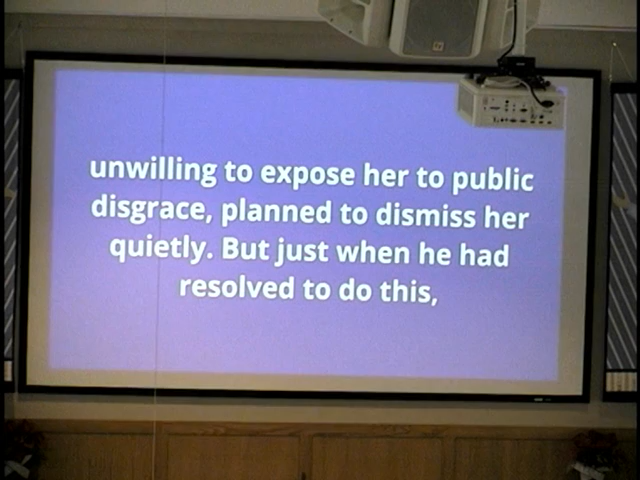 unwilling to expose her to public
disgrace, planned to dismiss her
quietly. But just when he had
resolved to do this,